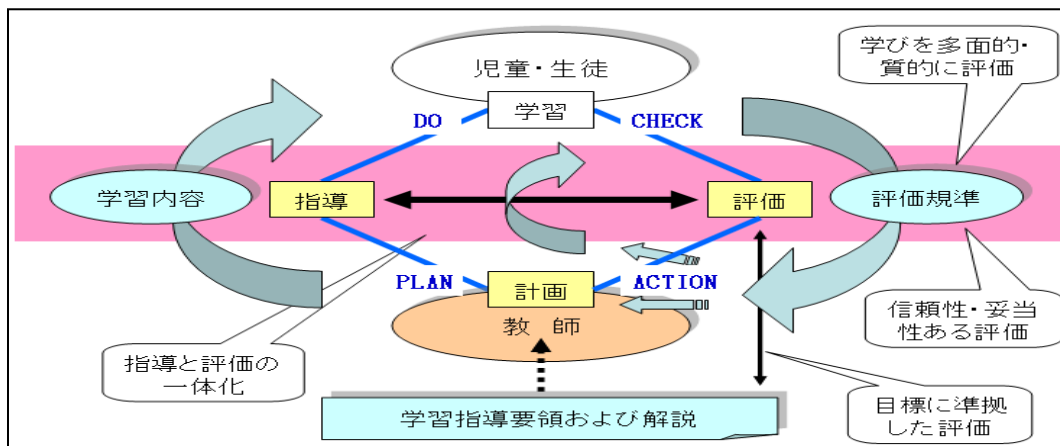 児童・生徒
学習
学びを多面的・
質的に評価
DO
CHECK
学習内容
指導
評価
評価規準
PLAN
ACTION
計画
教 師
指導と評価の
一体化
信頼性・妥当
性ある評価
学習指導要領および解説
目標に準拠
した評価